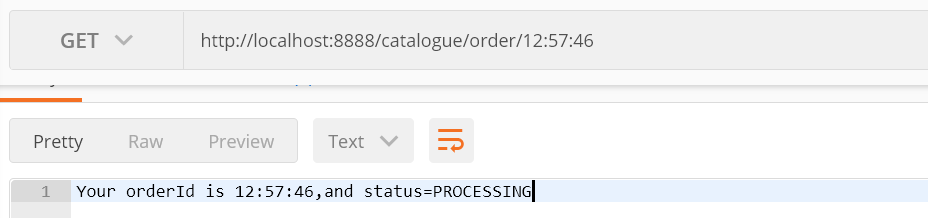 GET http://localhost:8888/catalogue/order/12:57:46
Pretty Raw Preview Text
1 Your orderId is 12:57:46,and status=PROCESSING